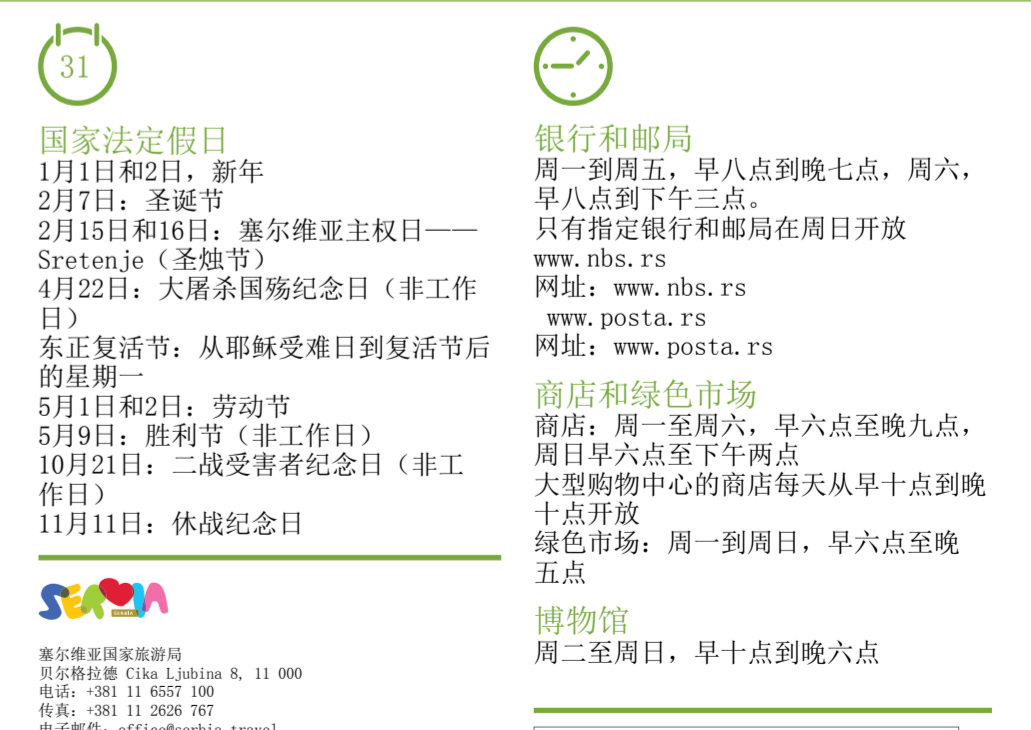 31
国家法定假日
1月1日和2日，新年
2月7日：圣诞节
2月15日和16日：塞尔维亚主权日——
Sretenje（圣烛节）
4月22日：大屠杀国殇纪念日（非工作
日）
东正复活节：从耶稣受难日到复活节后
的星期一
5月1日和2日：劳动节
5月9日：胜利节（非工作日）
10月21日：二战受害者纪念日（非工
作日）
11月11日：休战纪念日
SERBIA
SERBIA
塞尔维亚国家旅游局
贝尔格拉德 Cika Ljubina 8, 11 000
电话：+381 11 6557 100
传真：+381 11 2626 767
电子邮件：office@serbia.travel
银行和邮局
周一到周五，早八点到晚七点，周六，
早八点到下午三点。
只有指定银行和邮局在周日开放
www.nbs.rs
网址：www.nbs.rs
www.posta.rs
网址：www.posta.rs
商店和绿色市场
商店：周一至周六，早六点至晚九点，
周日早六点至下午两点
大型购物中心的商店每天从早十点到晚
十点开放
绿色市场：周一到周日，早六点至晚
五点
博物馆
周二至周日，早十点到晚六点